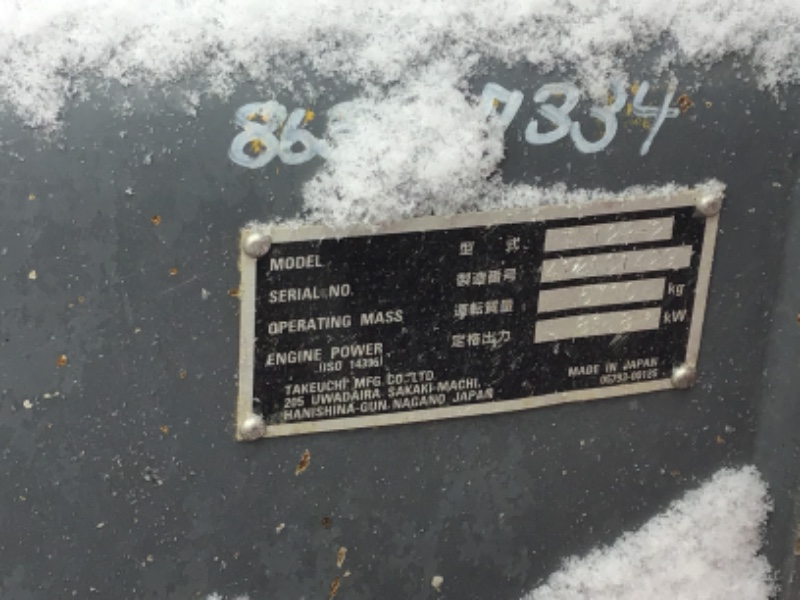 86 7334
MODEL 型 式
SERIAL NO. 製造番号
OPERATING MASS 運転質量 kg
ENGINE POWER 定格出力 kW
(ISO 14396)
TAKEUCHI MFG.CO.,LTD
205 UWADAIRA, SAKAKI-MACHI, MADE IN JAPAN
HANISHINA-GUN, NAGANO, JAPAN